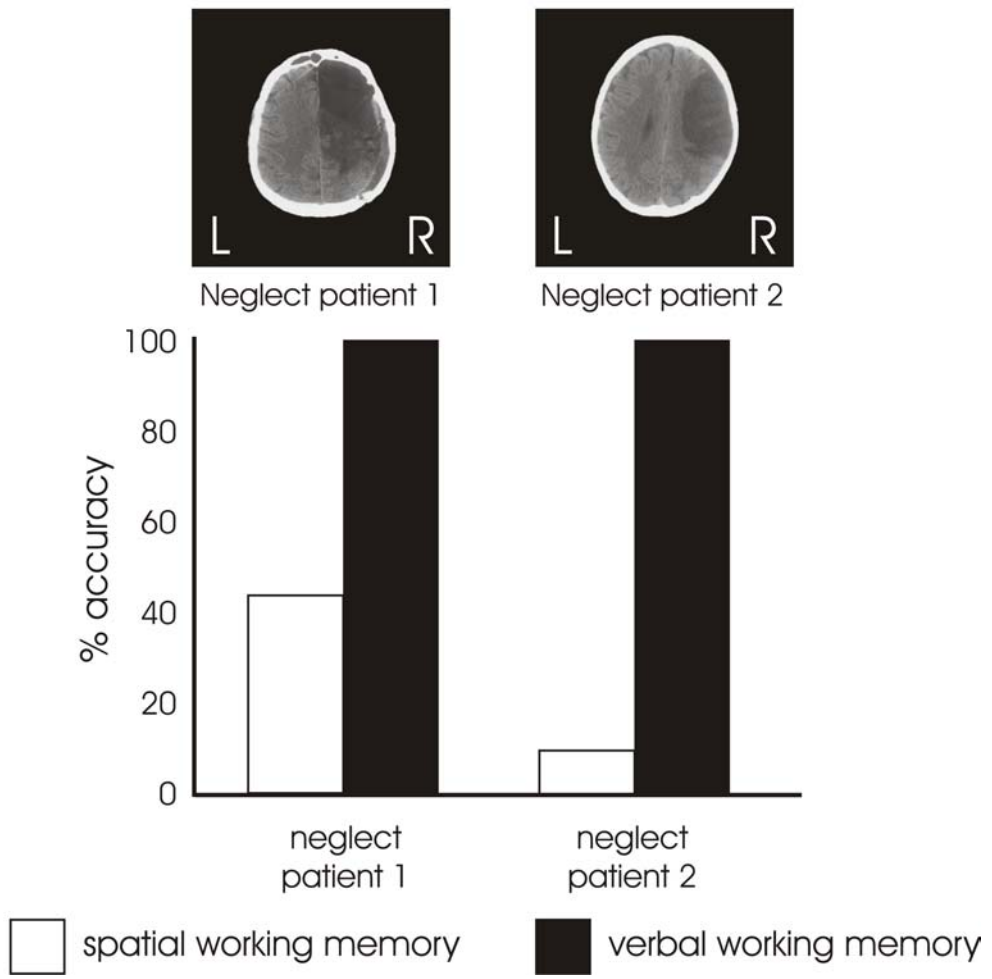 L R L R
Neglect patient 1 Neglect patient 2
100
80
60
40
20
0
% accuracy
neglect patient 1
neglect patient 2
spatial working memory verbal working memory